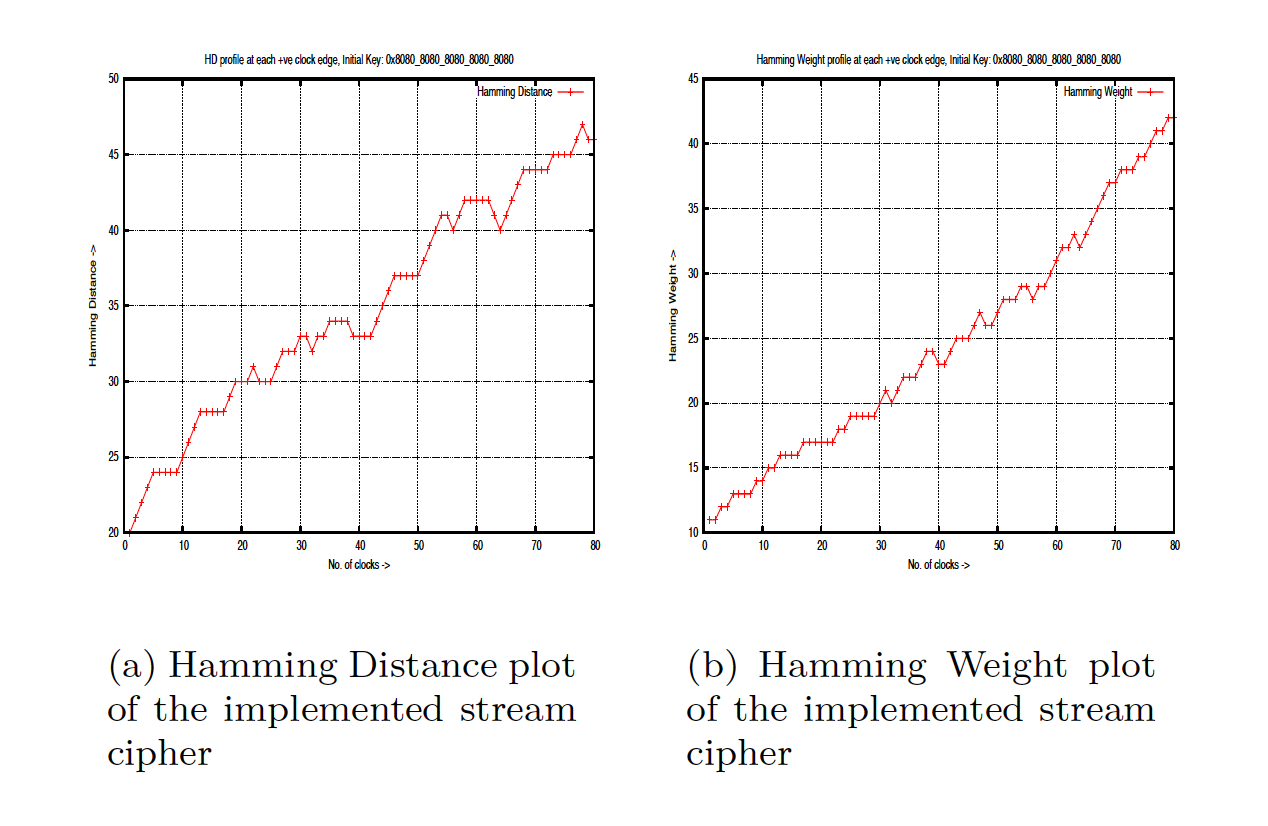 HD profile at each +ve clock edge, Initial Key: 0x8080_8080_8080_8080_8080
50
45
40
35
30
25
20
Hamming Distance
Hamming Distance ->
0 10 20 30 40 50 60 70 80
No. of clocks ->
(a) Hamming Distance plot
of the implemented stream
cipher
Hamming Weight profile at each +ve clock edge, Initial Key: 0x8080_8080_8080_8080_8080
45
40
35
30
25
20
15
10
Hamming Weight
Hamming Weight ->
0 10 20 30 40 50 60 70 80
No. of clocks ->
(b) Hamming Weight plot
of the implemented stream
cipher